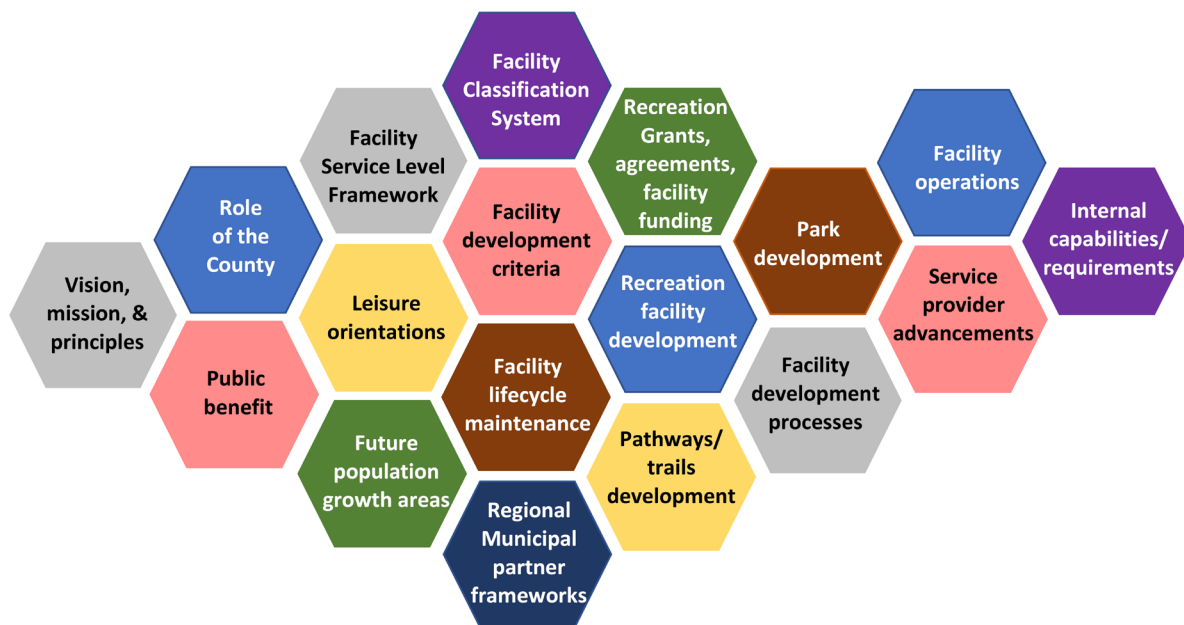 Vision,
mission, &
principles
Role
of the
County
Public
benefit
Facility
Service Level
Framework
Leisure
orientations
Future
population
growth areas
Facility
Classification
System
Facility
development
criteria
Facility
lifecycle
maintenance
Regional
Municipal
partner
frameworks
Recreation
Grants,
agreements,
facility
funding
Recreation
facility
development
Pathways/
trails
development
Park
development
Facility
development
processes
Facility
operations
Service
provider
advancements
Internal
capabilities/
requirements